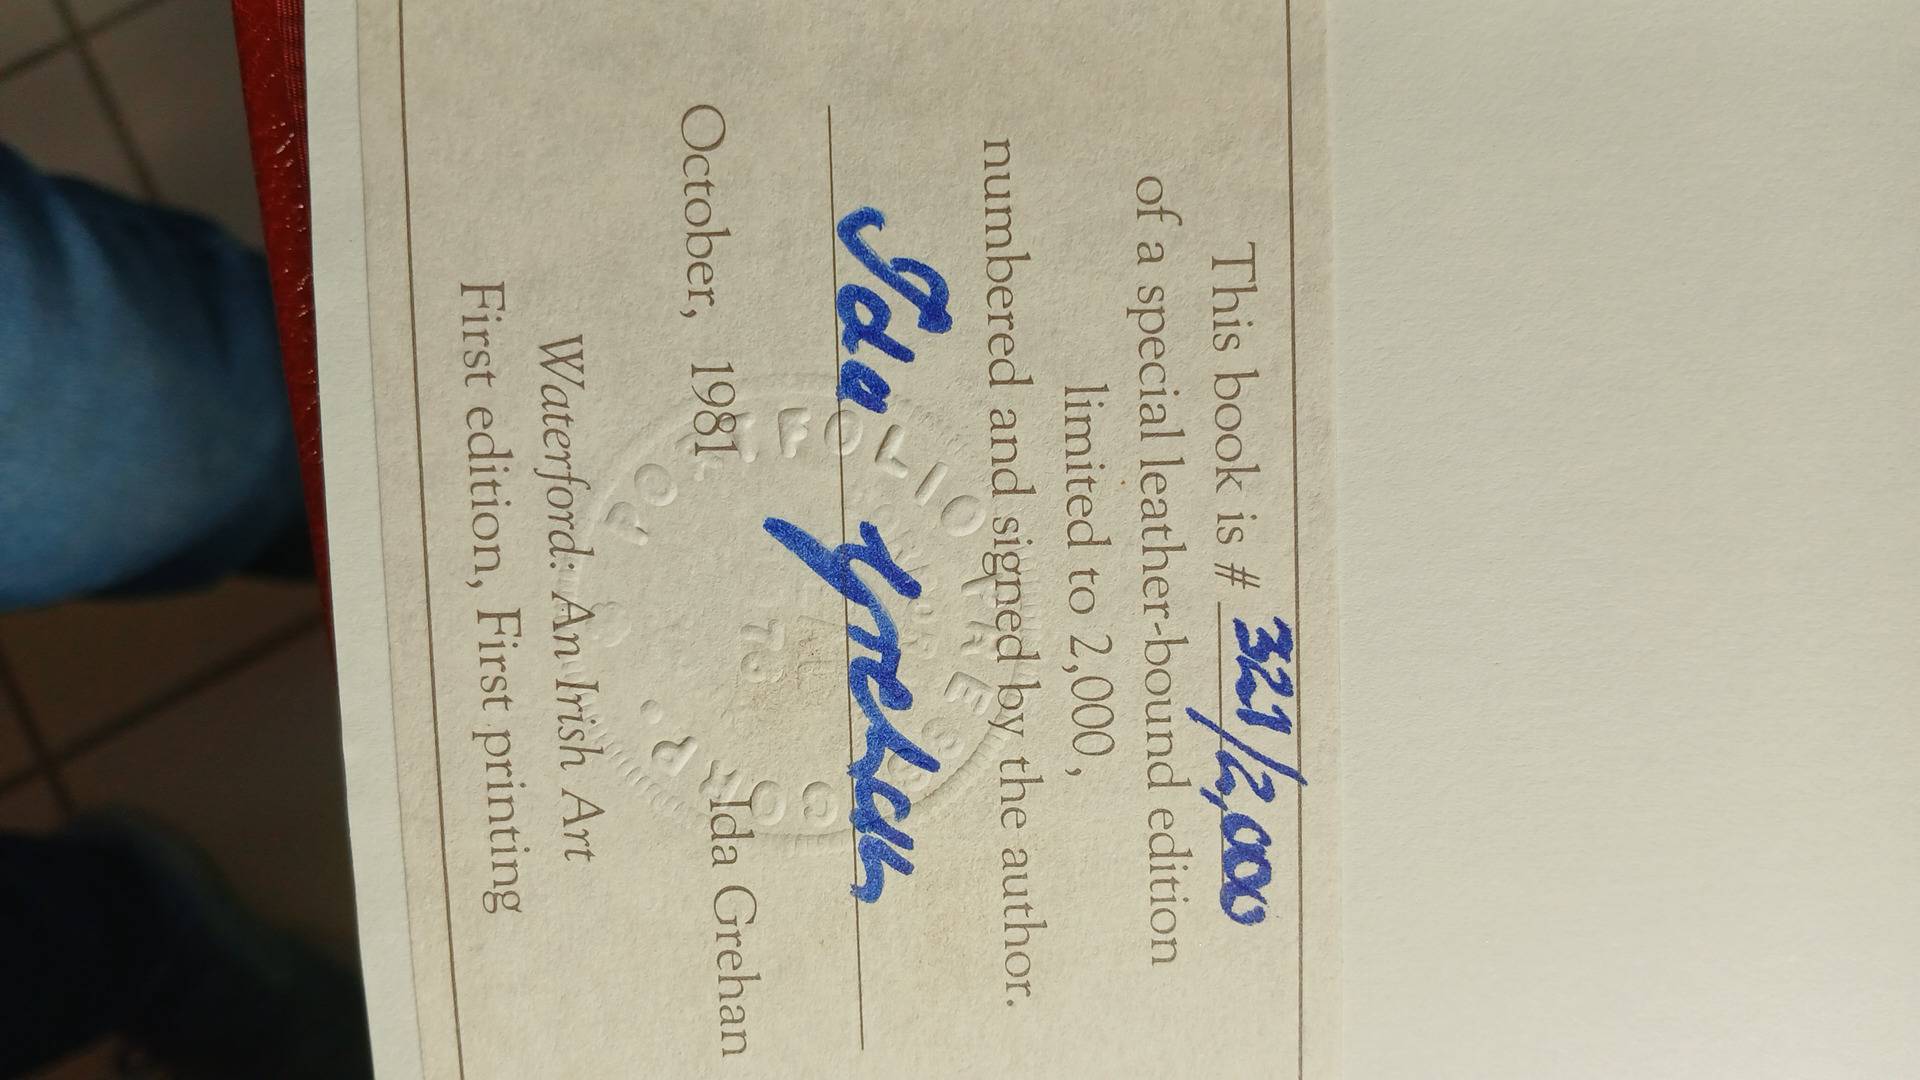 This book is # 321/2,000
of a special leather-bound edition
limited to 2,000,
numbered and signed by the author.
Ida Grehan
October, 1981 Ida Grehan
Waterford: An Irish Art
First edition, First printing